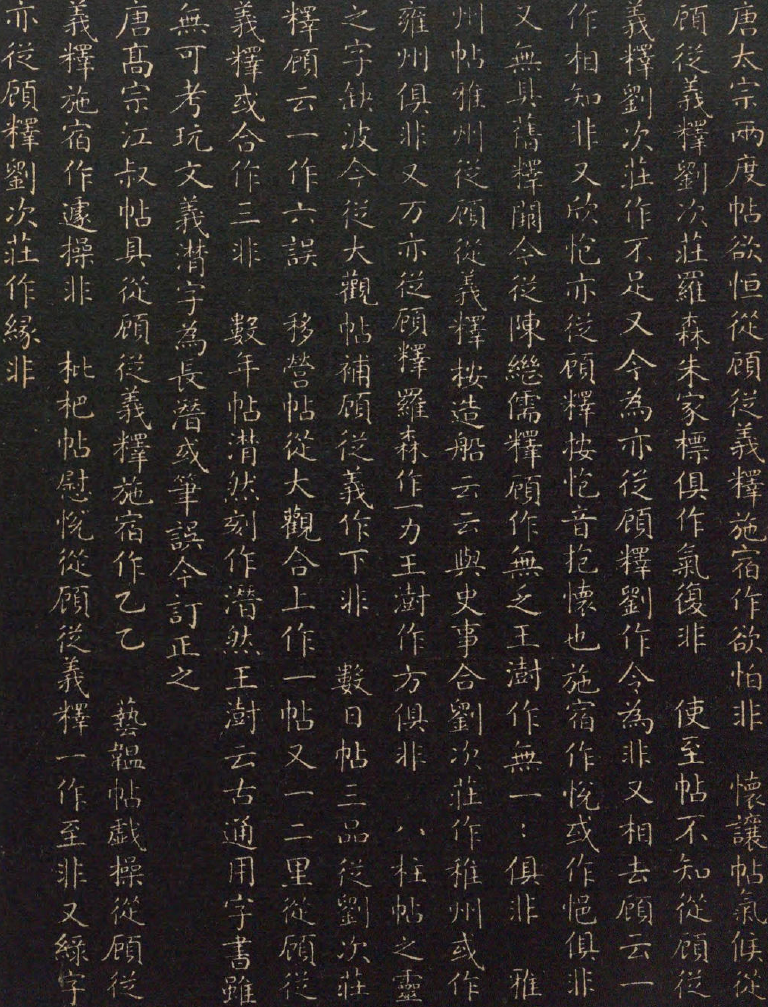 唐太宗兩度帖欲恒從顧從義釋施宿作欲怕非　懷讓帖氣候從
顧從義釋劉次莊羅森朱家標俱作氣復非　使至帖不知從顧從
義釋劉次莊作不足又今為亦從顧釋劉作令為非又相去顧云一
作相知非又欣怉亦從顧釋按怉音抱懷也施宿作悅或作悒俱非
又無具舊釋闕今從陳繼儒釋顧作無之王澍作無一：俱非　雅
州帖雅州從顧從義釋按造船云云與史事合劉次莊作稚州或作
雍州俱非又万亦從顧釋羅森作一力王澍作方俱非　八柱帖之靈
之字缺波今從大觀帖補顧從義作下非　數日帖三品從劉次莊
釋顧云一作六誤　移營帖從大觀合上作一帖又一二里從顧從
義釋或合作三非　數年帖潸然刻作潛然王澍云古通用字書雖
無可考玩文義潸字為長潛或筆誤今訂正之
唐高宗江叔帖具從顧從義釋施宿作乙乙　藝韞帖戲操從顧從
義釋施宿作遽操非　枇杷帖慰悅從顧從義釋一作至非又綠字
亦從顧釋劉次莊作緣非